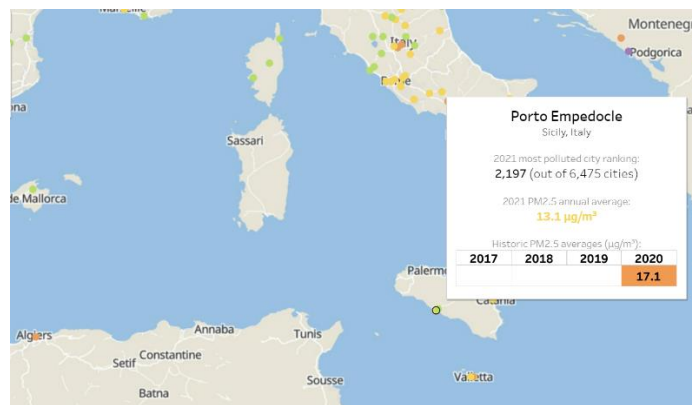 Marseille
Montenegro
Italy
Podgorica
Rome
Sassari
de Mallorca
Porto Empedocle
Sicily, Italy
2021 most polluted city ranking:
2,197 (out of 6,475 cities)
2021 PM2.5 annual average:
13.1 µg/m³
Historic PM2.5 averages (µg/m³):
2017 2018 2019 2020
17.1
Palermo
Catania
Algiers
Annaba
Tunis
Setif
Constantine
Batna
Sousse
Valletta